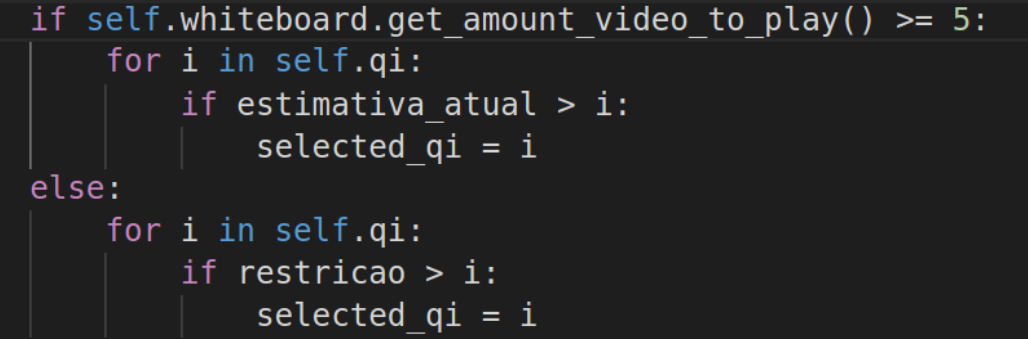 if self.whiteboard.get_amount_video_to_play() >= 5:
    for i in self.qi:
        if estimativa_atual > i:
            selected_qi = i
else:
    for i in self.qi:
        if restricao > i:
            selected_qi = i